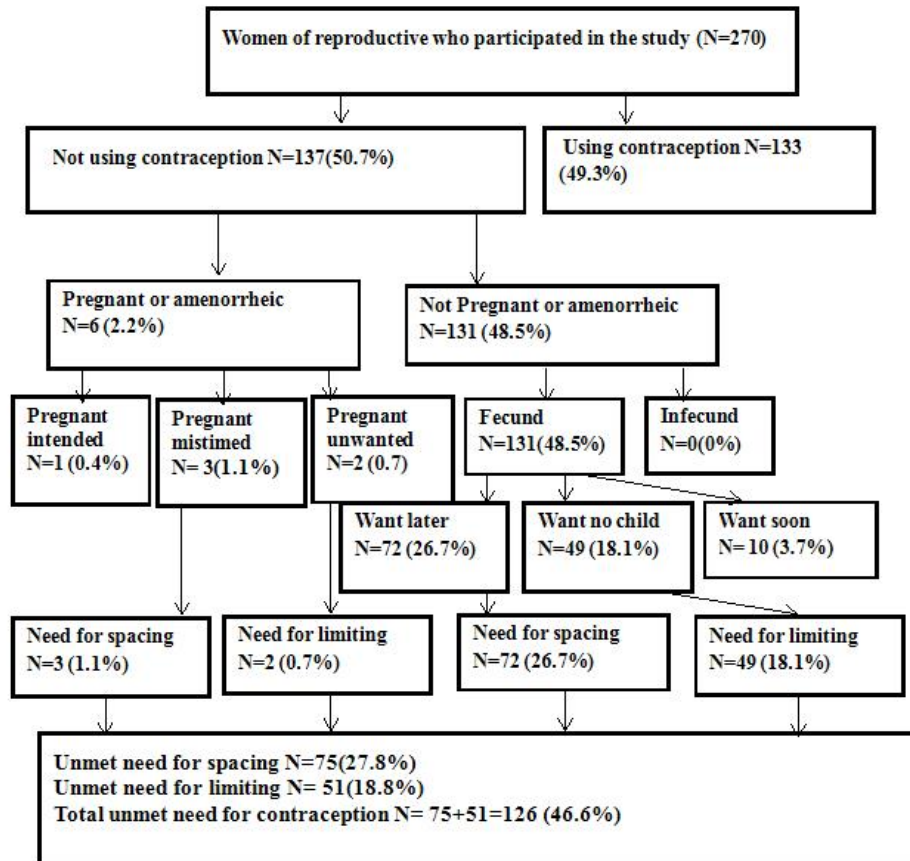 Women of reproductive who participated in the study (N=270)
Not using contraception N=137(50.7%)
Using contraception N=133
(49.3%)
Pregnant or amenorrheic
N=6 (2.2%)
Not Pregnant or amenorrheic
N=131 (48.5%)
Pregnant
intended
N=1 (0.4%)
Pregnant
mistimed
N= 3(1.1%)
Pregnant
unwanted
N=2 (0.7)
Fecund
N=131(48.5%)
Infecund
N=0(0%)
Want later
N=72 (26.7%)
Want no child
N=49 (18.1%)
Want soon
N= 10 (3.7%)
Need for spacing
N=3 (1.1%)
Need for limiting
N=2 (0.7%)
Need for spacing
N=72 (26.7%)
Need for limiting
N=49 (18.1%)
Unmet need for spacing N=75(27.8%)
Unmet need for limiting N= 51(18.8%)
Total unmet need for contraception N= 75+51=126 (46.6%)